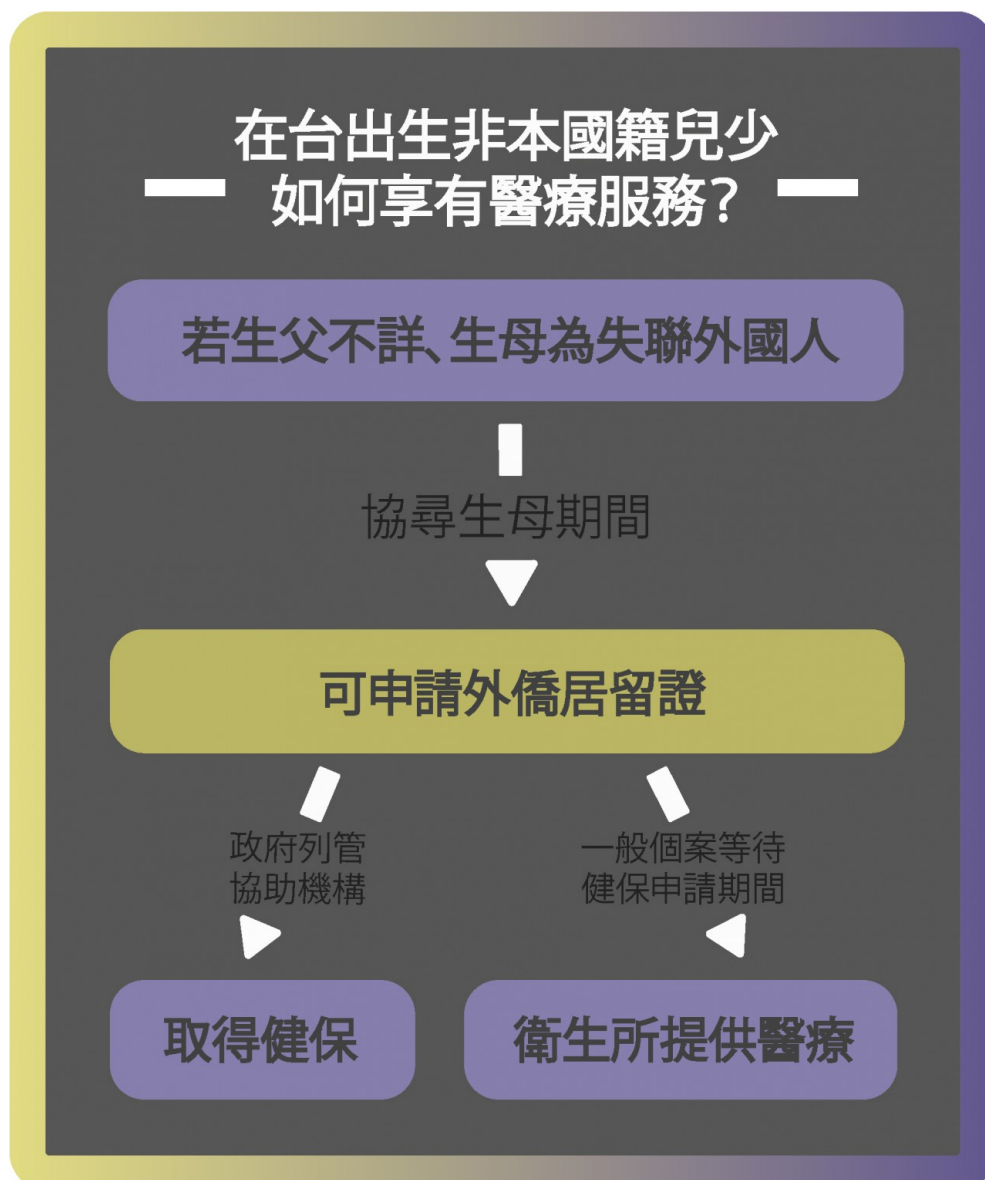 在台出生非本國籍兒少
如何享有醫療服務?
若生父不詳、生母為失聯外國人
協尋生母期間
可申請外僑居留證
政府列管
協助機構
一般個案等待
健保申請期間
取得健保
衛生所提供醫療